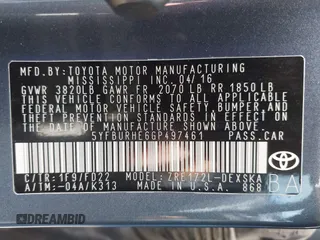 MFD.BY:TOYOTA MOTOR MANUFACTURING
MISSISSIPPI INC.04/16
GVWR 3820LB GAWR FR 2070 LB RR 1850 LB
THIS VEHICLE CONFORMS TO ALL APPLICABLE
FEDERAL MOTOR VEHICLE SAFETY, BUMPER, AND
THEFT PREVENTION STANDARDS IN EFFECT ON
THE DATE OF MANUFACTURE SHOWN ABOVE.
5YFBURHE6GP497461 PASS.CAR
C/TR:1F9/FD22 MODEL:ZRE172L-DEXSKA
A/TM:-04A/K313 MADE IN U.S.A. 868
TOYOTA
BA
DREAMBID